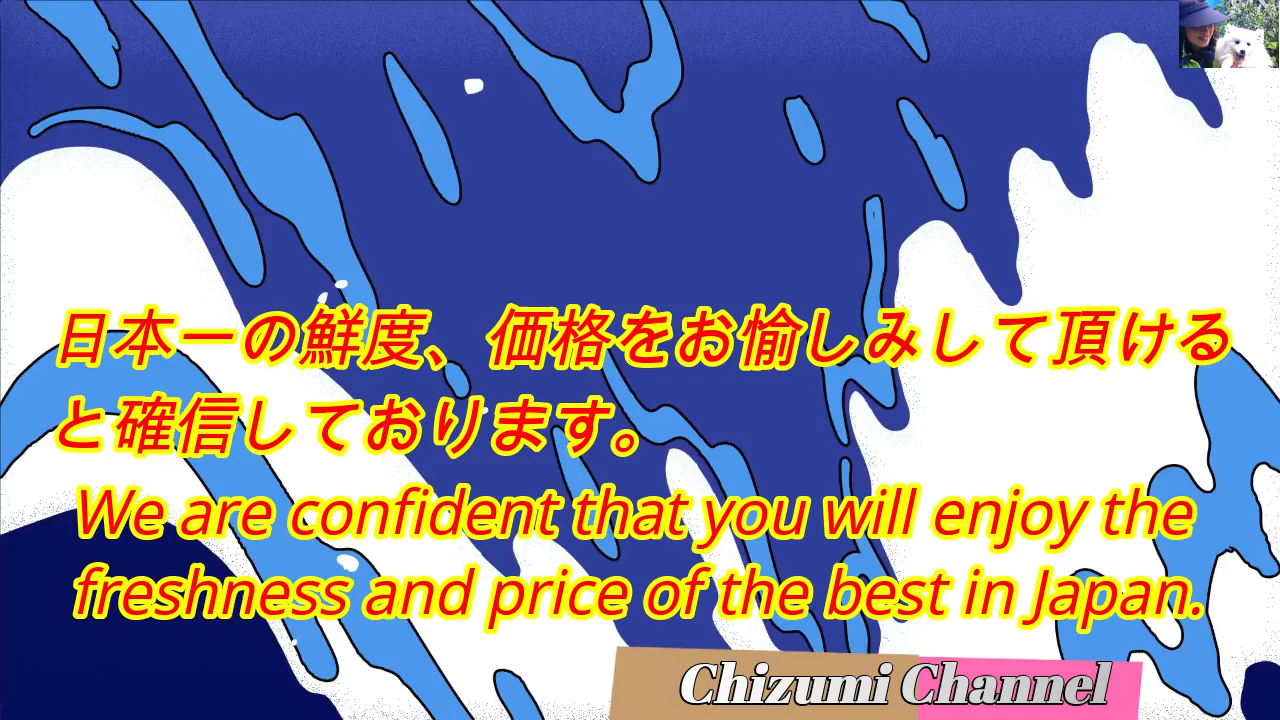 日本一の鮮度、価格をお愉しみして頂ける
と確信しております。
We are confident that you will enjoy the
freshness and price of the best in Japan.
Chizumi Channel